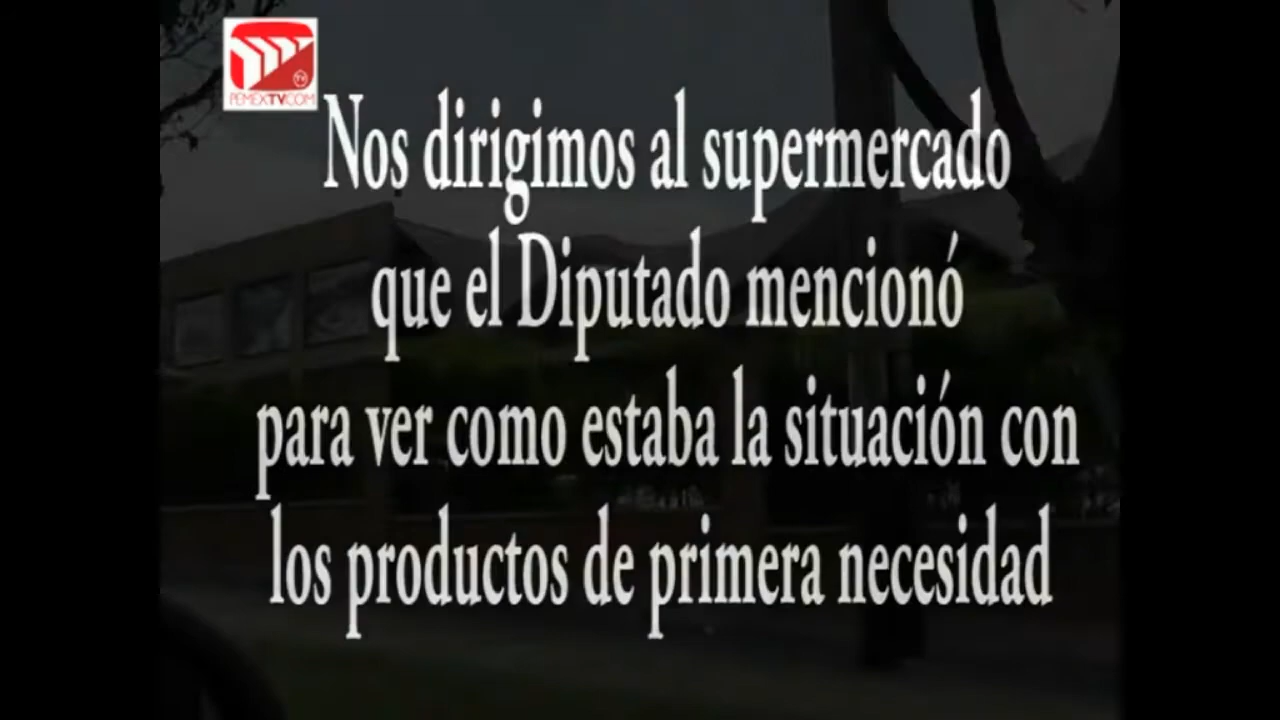 PEMEXTV.COM
Nos dirigimos al supermercado
que el Diputado mencionó
para ver como estaba la situación con
los productos de primera necesidad